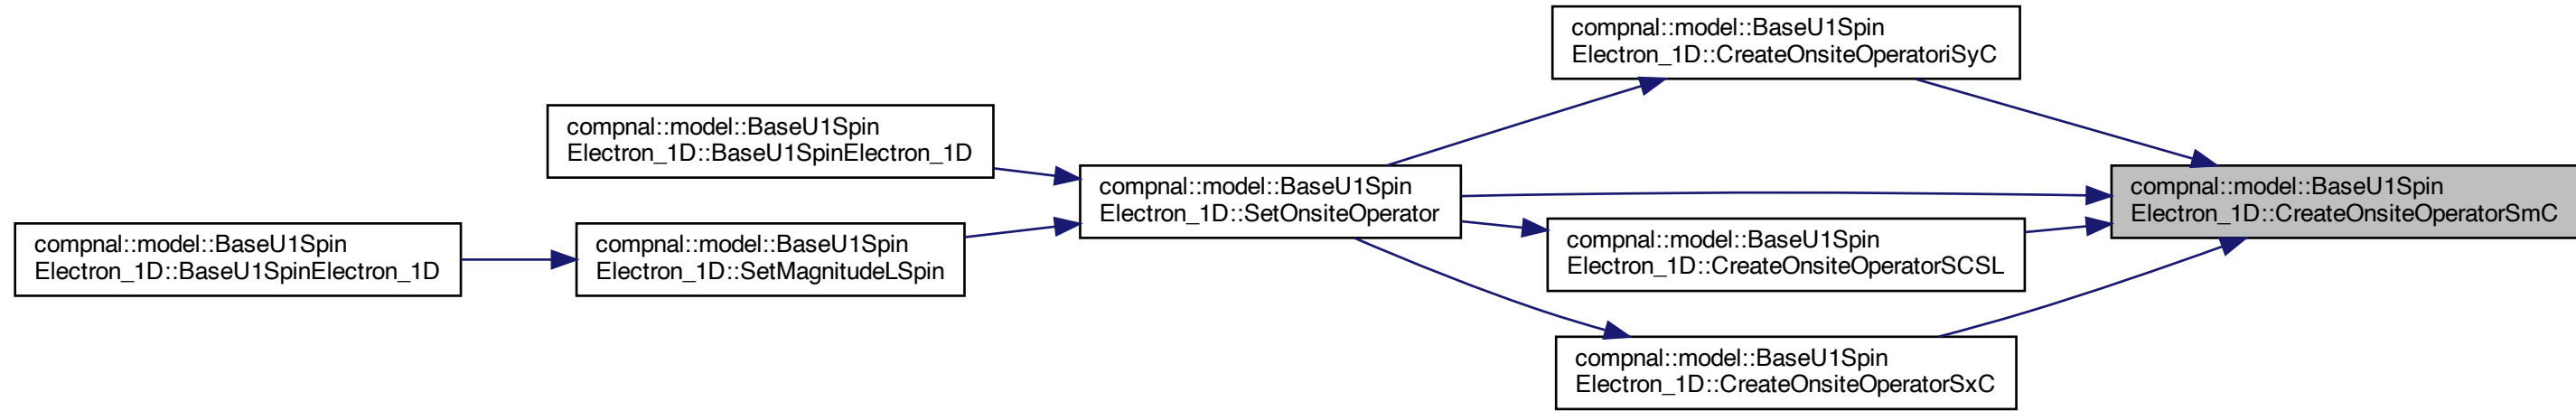 compnal::model::BaseU1Spin
Electron_1D::CreateOnsiteOperatoriSyC
compnal::model::BaseU1Spin
Electron_1D::BaseU1SpinElectron_1D
compnal::model::BaseU1Spin
Electron_1D::SetOnsiteOperator
compnal::model::BaseU1Spin
Electron_1D::CreateOnsiteOperatorSmC
compnal::model::BaseU1Spin
Electron_1D::BaseU1SpinElectron_1D
compnal::model::BaseU1Spin
Electron_1D::SetMagnitudeLSpin
compnal::model::BaseU1Spin
Electron_1D::CreateOnsiteOperatorSCSL
compnal::model::BaseU1Spin
Electron_1D::CreateOnsiteOperatorSxC